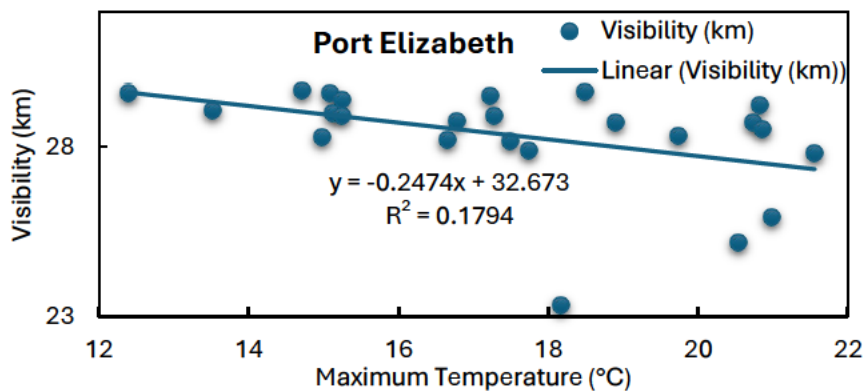 Port Elizabeth
Visibility (km)
Linear (Visibility (km))
Visibility (km)
28
23
y = -0.2474x + 32.673
R² = 0.1794
12 14 16 18 20 22
Maximum Temperature (°C)